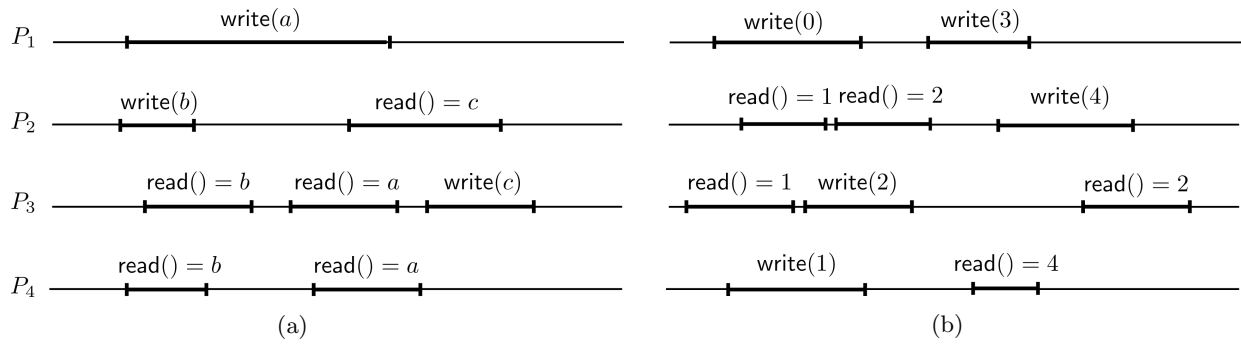 P₁ write(a) write(0) write(3)
P₂ write(b) read() = c read() = 1 read() = 2 write(4)
P₃ read() = b read() = a write(c) read() = 1 write(2) read() = 2
P₄ read() = b read() = a write(1) read() = 4
(a) (b)